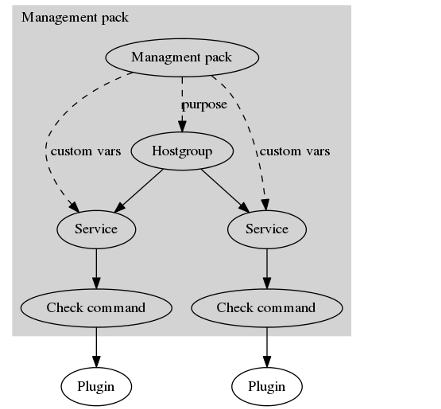 Management pack
Managment pack
purpose
custom vars
Hostgroup
custom vars
Service
Service
Check command
Check command
Plugin
Plugin